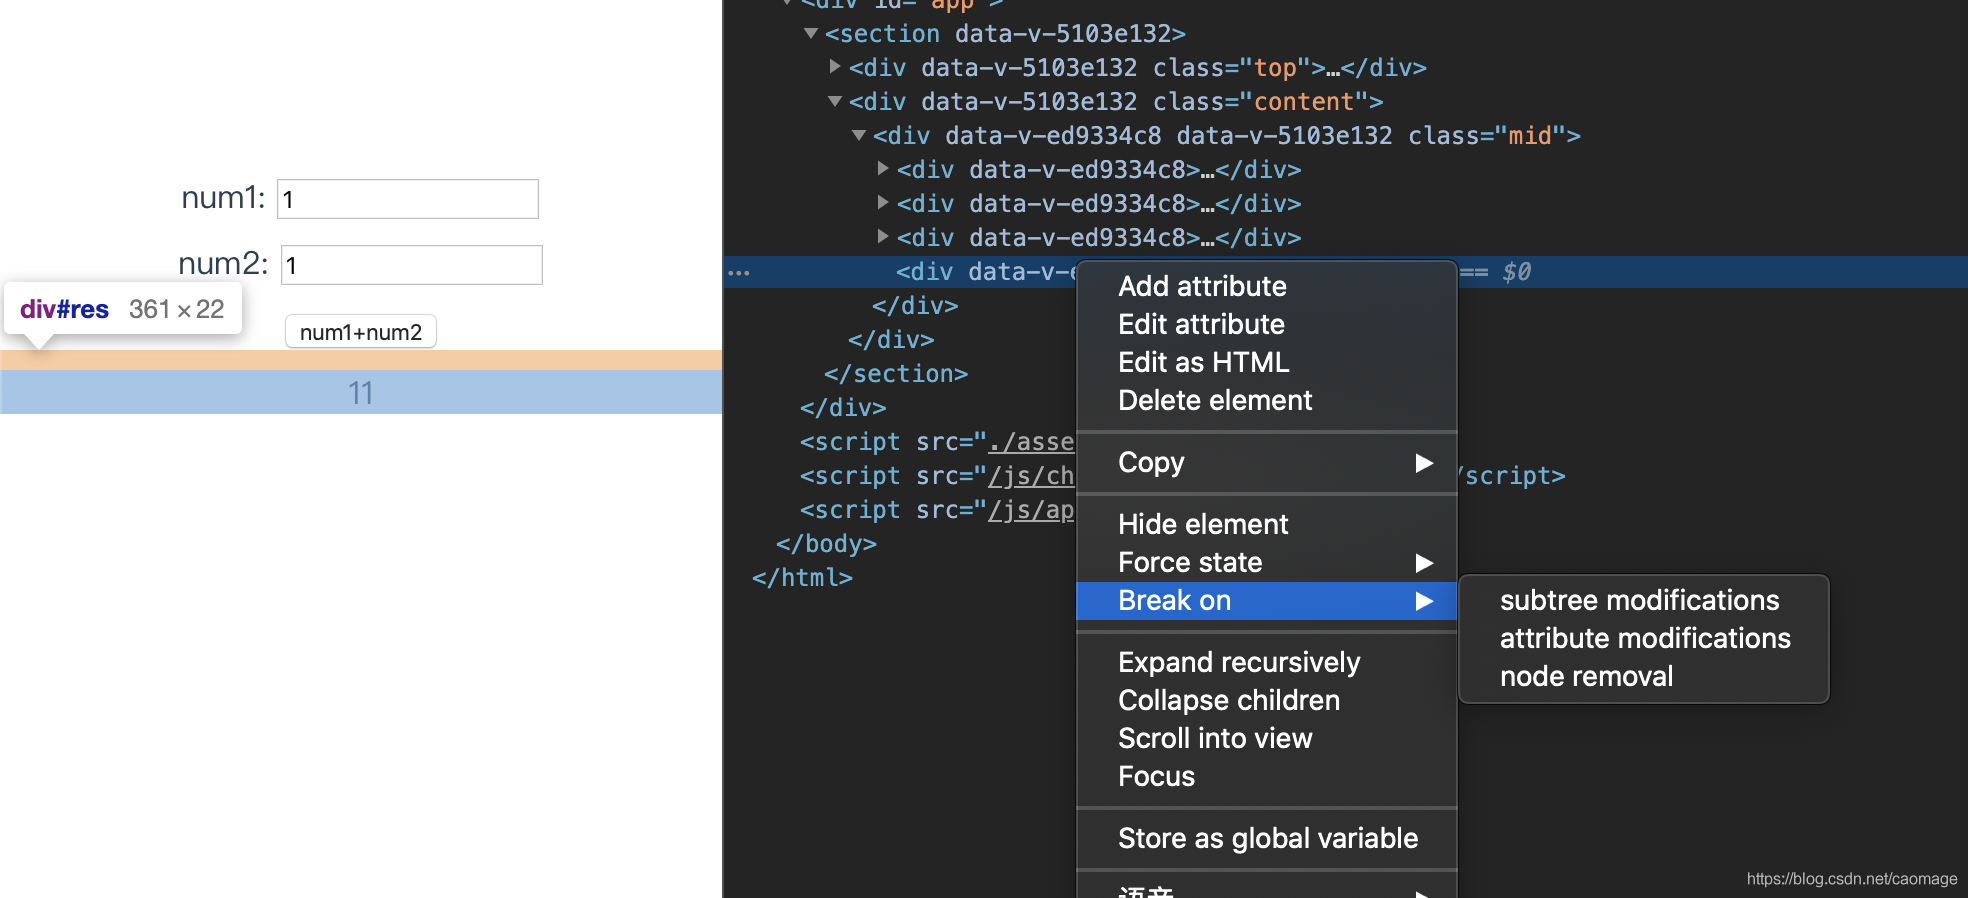 num1: 1
num2: 1
div#res 361 × 22
num1+num2
11
<div id="app">
<section data-v-5103e132>
<div data-v-5103e132 class="top">…</div>
<div data-v-5103e132 class="content">
<div data-v-ed9334c8 data-v-5103e132 class="mid">
<div data-v-ed9334c8>…</div>
<div data-v-ed9334c8>…</div>
<div data-v-ed9334c8>…</div>
… <div data-v-e == $0
</div>
</div>
</section>
</div>
<script src="./asse
<script src="/js/ch /script>
<script src="/js/ap
</body>
</html>
Add attribute
Edit attribute
Edit as HTML
Delete element
Copy
Hide element
Force state
Break on
subtree modifications
attribute modifications
node removal
Expand recursively
Collapse children
Scroll into view
Focus
Store as global variable
语音
https://blog.csdn.net/caomage